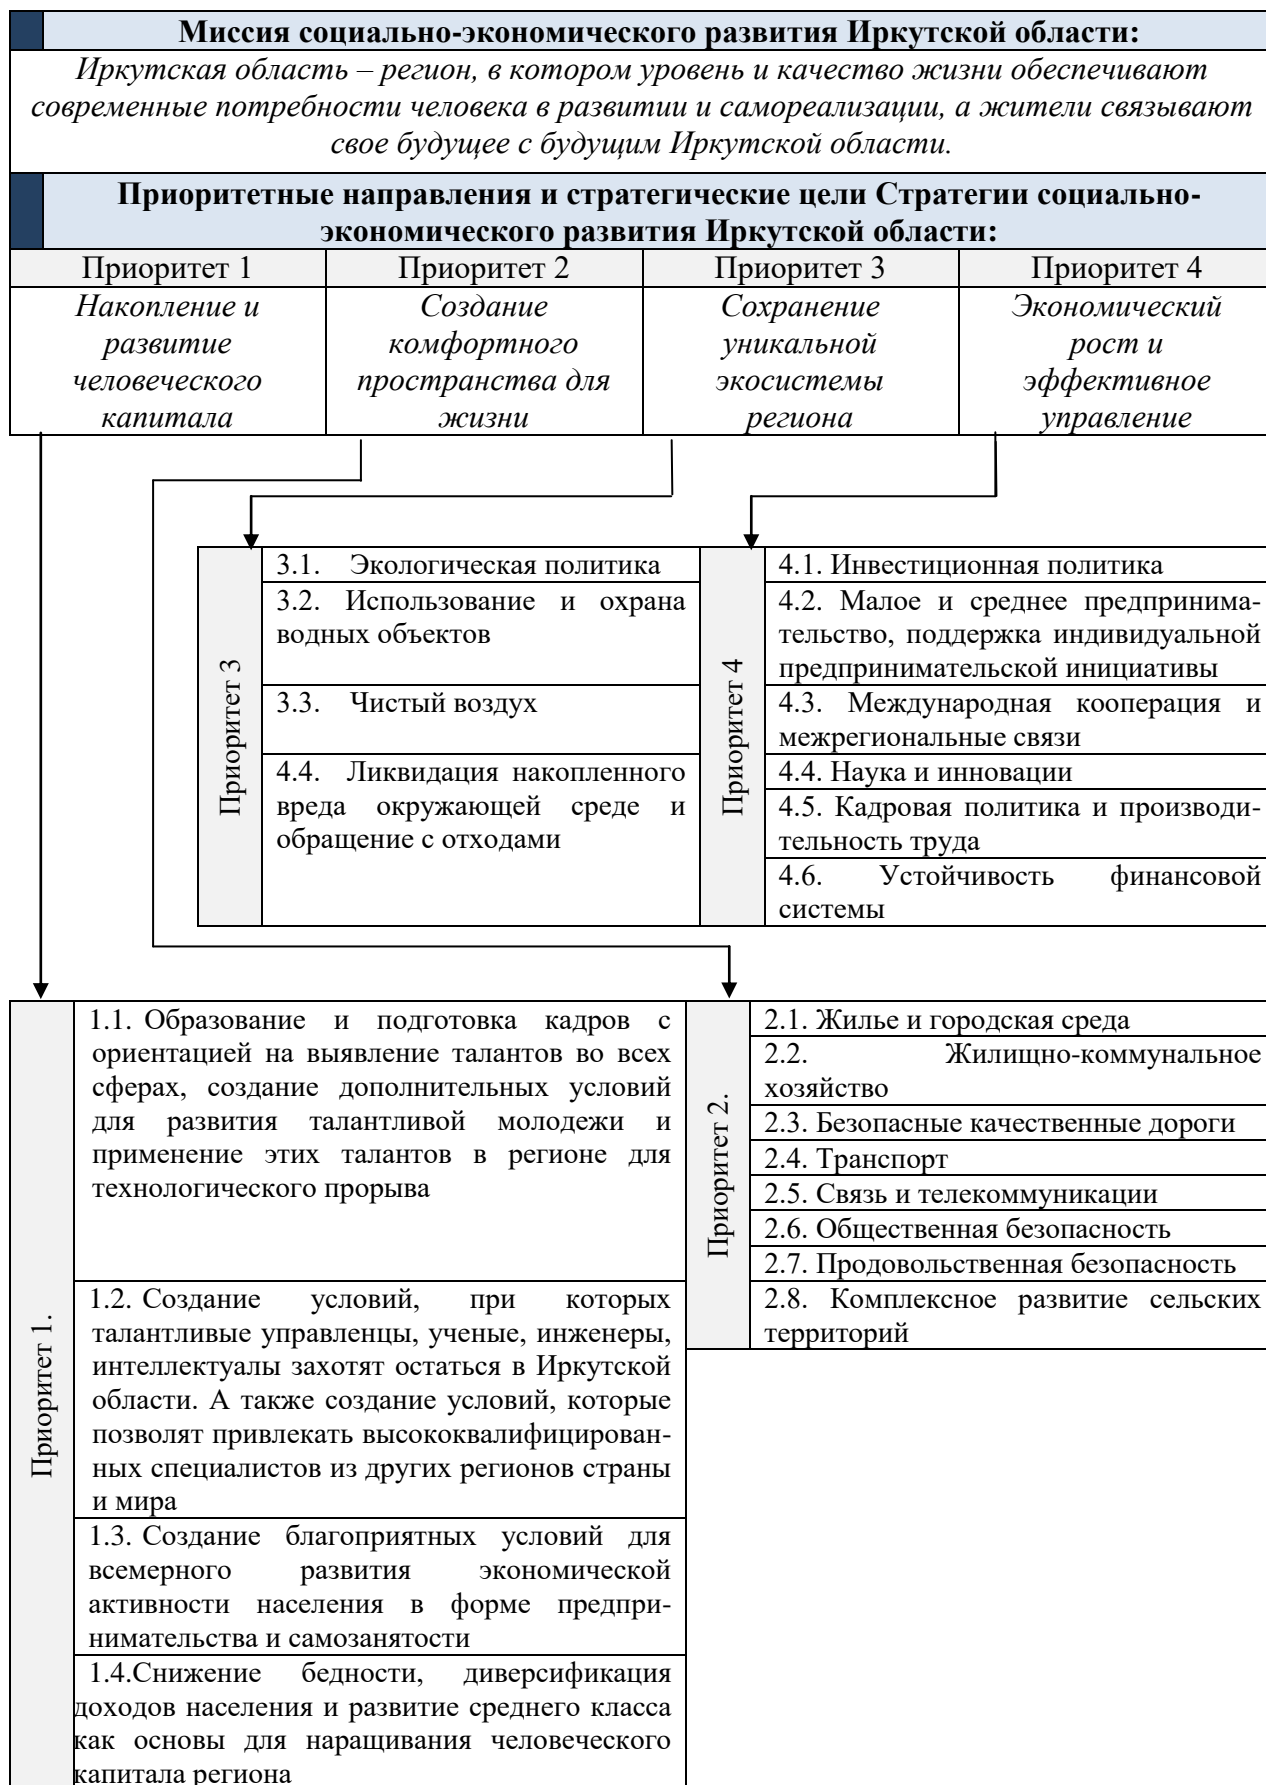 Миссия социально-экономического развития Иркутской области:
Иркутская область – регион, в котором уровень и качество жизни обеспечивают
современные потребности человека в развитии и самореализации, а жители связывают
свое будущее с будущим Иркутской области.
Приоритетные направления и стратегические цели Стратегии социально-
экономического развития Иркутской области:
Приоритет 1
Накопление и
развитие
человеческого
капитала
Приоритет 2
Создание
комфортного
пространства для
жизни
Приоритет 3
Сохранение
уникальной
экосистемы
региона
Приоритет 4
Экономический
рост и
эффективное
управление
Приоритет 3
3.1. Экологическая политика
3.2. Использование и охрана
водных объектов
3.3. Чистый воздух
4.4. Ликвидация накопленного
вреда окружающей среде и
обращение с отходами
Приоритет 4
4.1. Инвестиционная политика
4.2. Малое и среднее предпринима-
тельство, поддержка индивидуальной
предпринимательской инициативы
4.3. Международная кооперация и
межрегиональные связи
4.4. Наука и инновации
4.5. Кадровая политика и производи-
тельность труда
4.6. Устойчивость финансовой
системы
Приоритет 1.
1.1. Образование и подготовка кадров с
ориентацией на выявление талантов во всех
сферах, создание дополнительных условий
для развития талантливой молодежи и
применение этих талантов в регионе для
технологического прорыва
1.2. Создание условий, при которых
талантливые управленцы, ученые, инженеры,
интеллектуалы захотят остаться в Иркутской
области. А также создание условий, которые
позволят привлекать высококвалифицирован-
ных специалистов из других регионов страны
и мира
1.3. Создание благоприятных условий для
всемерного развития экономической
активности населения в форме предпри-
нимательства и самозанятости
1.4.Снижение бедности, диверсификация
доходов населения и развитие среднего класса
как основы для наращивания человеческого
капитала региона
Приоритет 2.
2.1. Жилье и городская среда
2.2. Жилищно-коммунальное
хозяйство
2.3. Безопасные качественные дороги
2.4. Транспорт
2.5. Связь и телекоммуникации
2.6. Общественная безопасность
2.7. Продовольственная безопасность
2.8. Комплексное развитие сельских
территорий